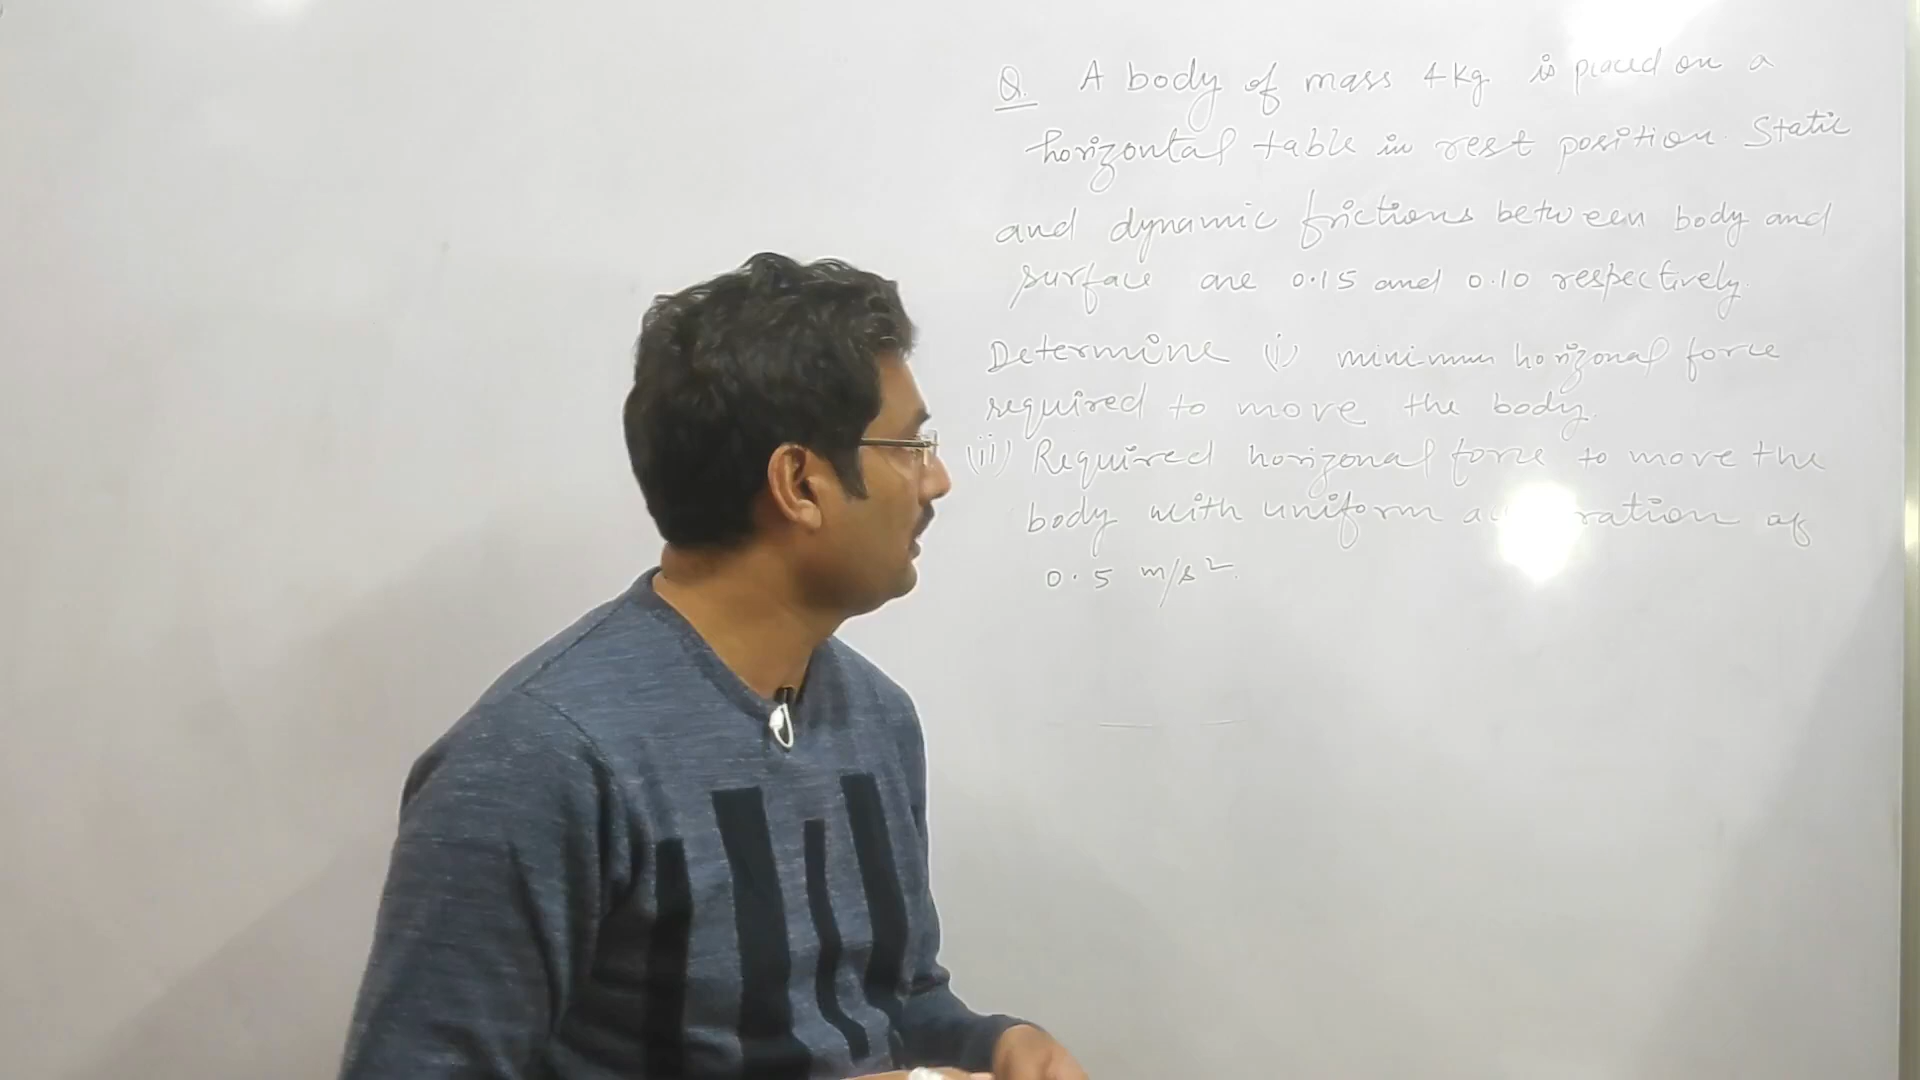 Q. A body of mass 4kg is placed on a
horizontal table in rest position. Static
and dynamic frictions between body and
surface are 0.15 and 0.10 respectively.
Determine (i) minimum horizonal force
required to move the body.
(ii) Required horizonal force to move the
body with uniform of
0.5 m/s²